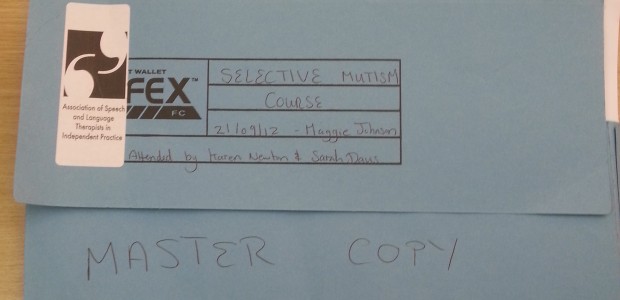 Association of Speech
and Language
Therapists in
Independent Practice
T WALLET
FEX™
FC
SELECTIVE MUTISM
COURSE
21/09/12 - Maggie Johnson
Attended by Karen Newton & Sarah Davis
MASTER COPY